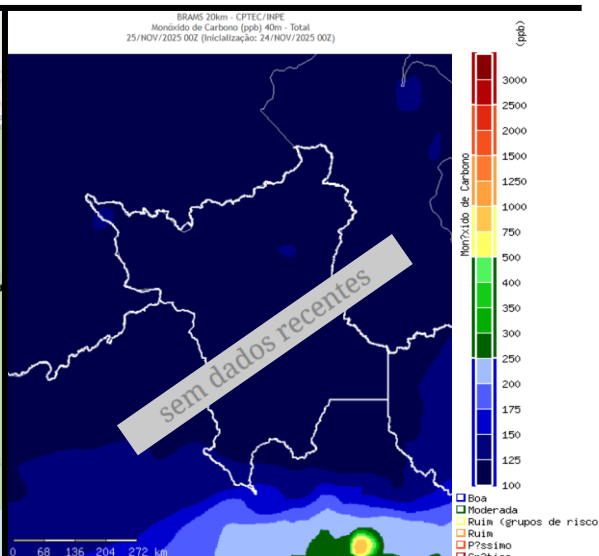 BRAMS 20km - CPTEC/INPE
Monóxido de Carbono (ppb) 40m - Total
25/NOV/2025 00Z (Inicialização: 24/NOV/2025 00Z)
(ppb)
Mon?xido de Carbono
3000
2500
2000
1500
1250
1000
750
500
400
350
300
250
200
175
150
125
100
sem dados recentes
Boa
Moderada
Ruim (grupos de risco
Ruim
P?ssimo
0 68 136 204 272 km